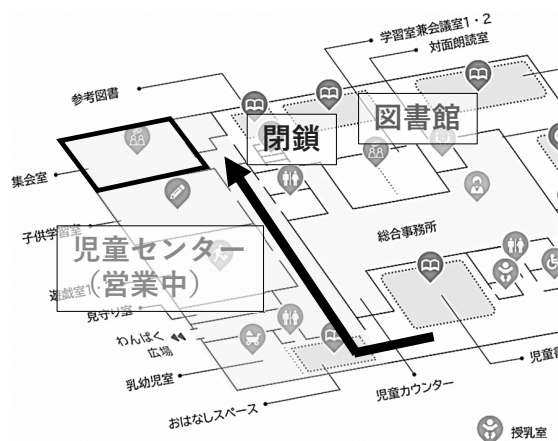 学習室兼会議室1・2
対面朗読室
参考図書
図書館
閉鎖
集会室
子供学習室
総合事務所
児童センター
（営業中）
遊戯室1・
見守り室
わんぱく
広場
乳幼児室
おはなしスペース
児童カウンター
児童
授乳室